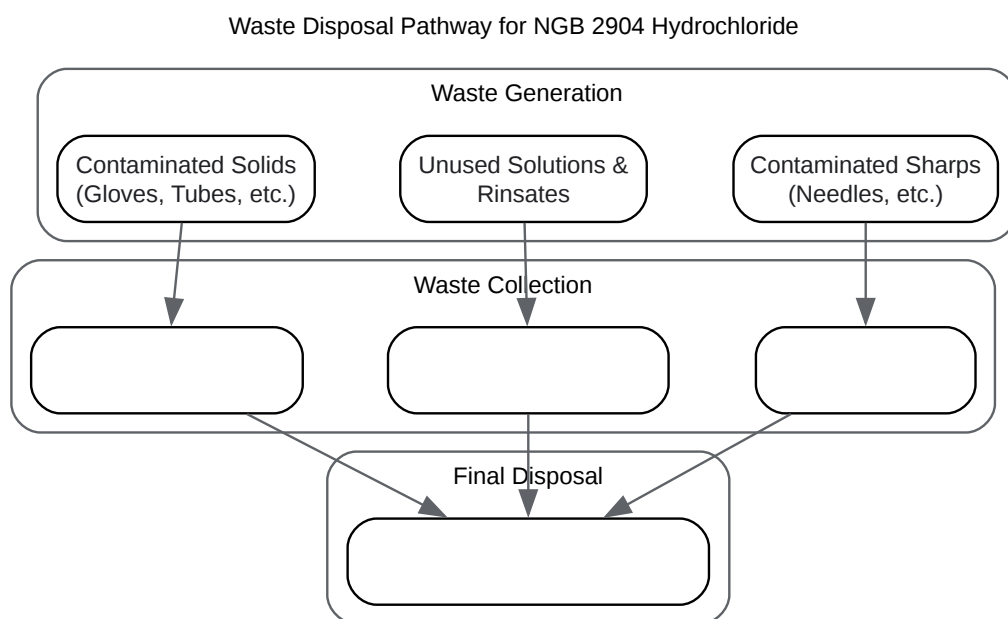 Waste Disposal Pathway for NGB 2904 Hydrochloride
Waste Generation
Contaminated Solids
(Gloves, Tubes, etc.)
Unused Solutions &
Rinsates
Contaminated Sharps
(Needles, etc.)
Waste Collection
Final Disposal